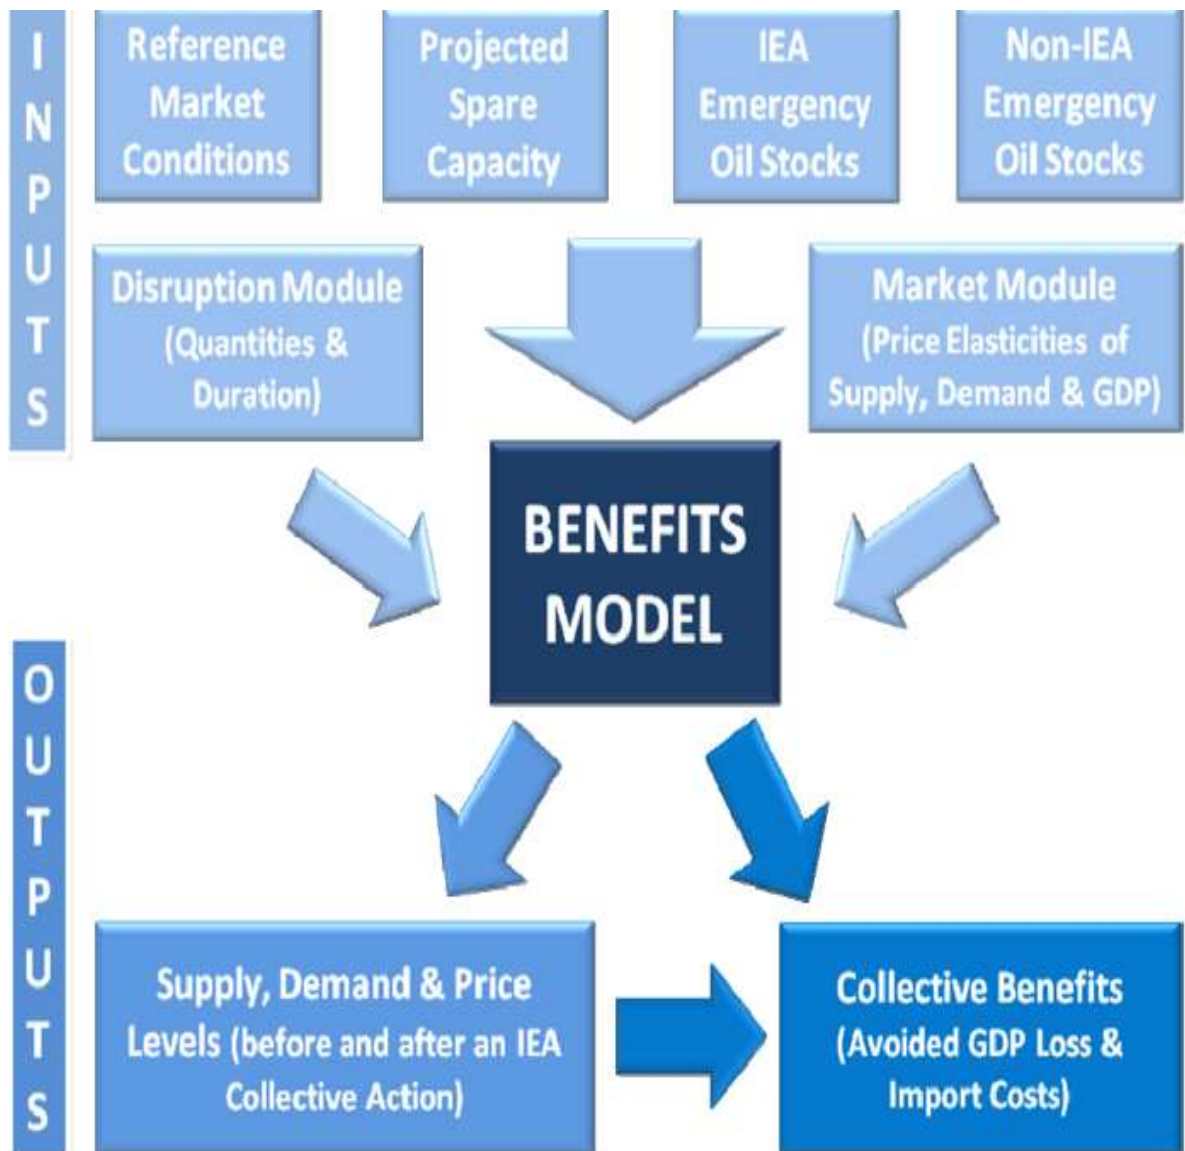 INPUTS
Reference
Market
Conditions
Projected
Spare
Capacity
IEA
Emergency
Oil Stocks
Non-IEA
Emergency
Oil Stocks
Disruption Module
(Quantities &
Duration)
Market Module
(Price Elasticities of
Supply, Demand & GDP)
BENEFITS
MODEL
OUTPUTS
Supply, Demand & Price
Levels (before and after an IEA
Collective Action)
Collective Benefits
(Avoided GDP Loss &
Import Costs)